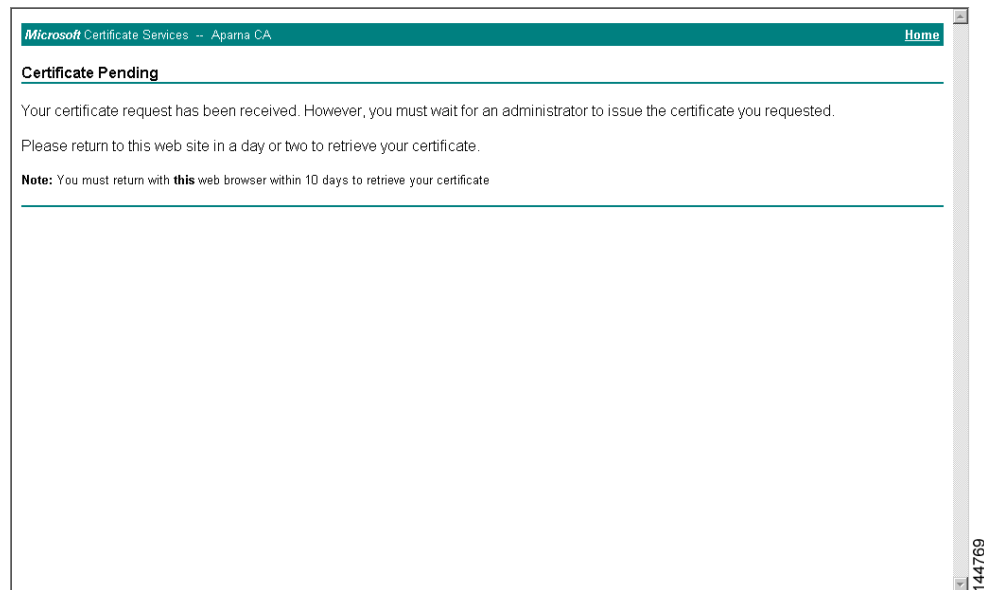 Microsoft Certificate Services -- Aparna CA Home
Certificate Pending
Your certificate request has been received. However, you must wait for an administrator to issue the certificate you requested.
Please return to this web site in a day or two to retrieve your certificate.
Note: You must return with this web browser within 10 days to retrieve your certificate
144769